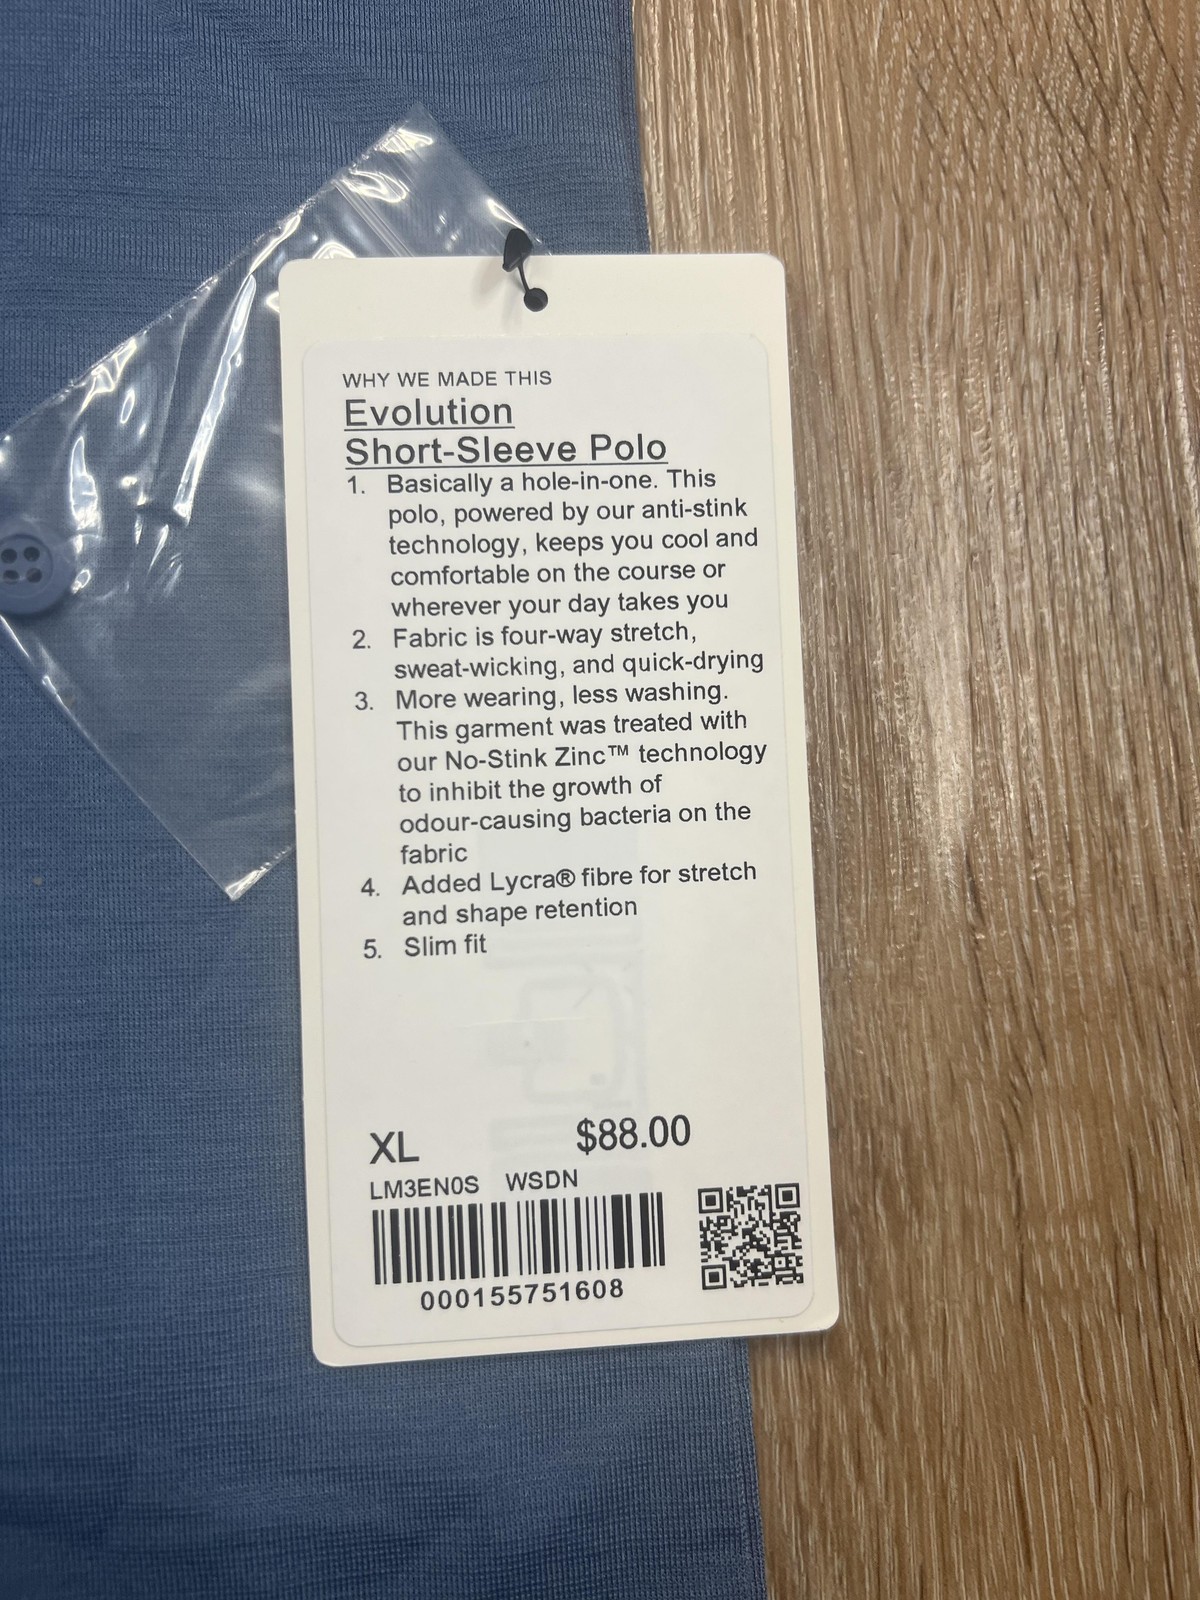 WHY WE MADE THIS
Evolution
Short-Sleeve Polo
1. Basically a hole-in-one. This
polo, powered by our anti-stink
technology, keeps you cool and
comfortable on the course or
wherever your day takes you
2. Fabric is four-way stretch,
sweat-wicking, and quick-drying
3. More wearing, less washing.
This garment was treated with
our No-Stink Zinc™ technology
to inhibit the growth of
odour-causing bacteria on the
fabric
4. Added Lycra® fibre for stretch
and shape retention
5. Slim fit
XL $88.00
LM3EN0S WSDN
000155751608